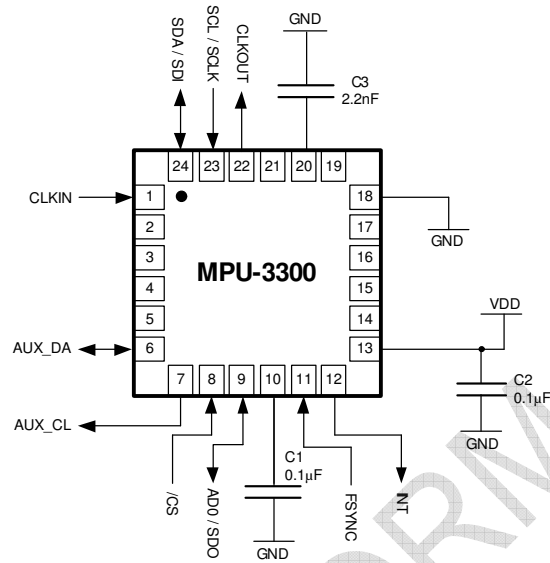 GND
SDA / SDI
SCL / SCLK
CLKOUT
C3
2.2nF
24 23 22 21 20 19
CLKIN
1
2
3
4
5
6
18
17
16
15
14
13
MPU-3300
GND
VDD
AUX_DA
C2
0.1µF
GND
7 8 9 10 11 12
AUX_CL
/CS
AD0 / SDO
C1
0.1µF
GND
FSYNC
INT